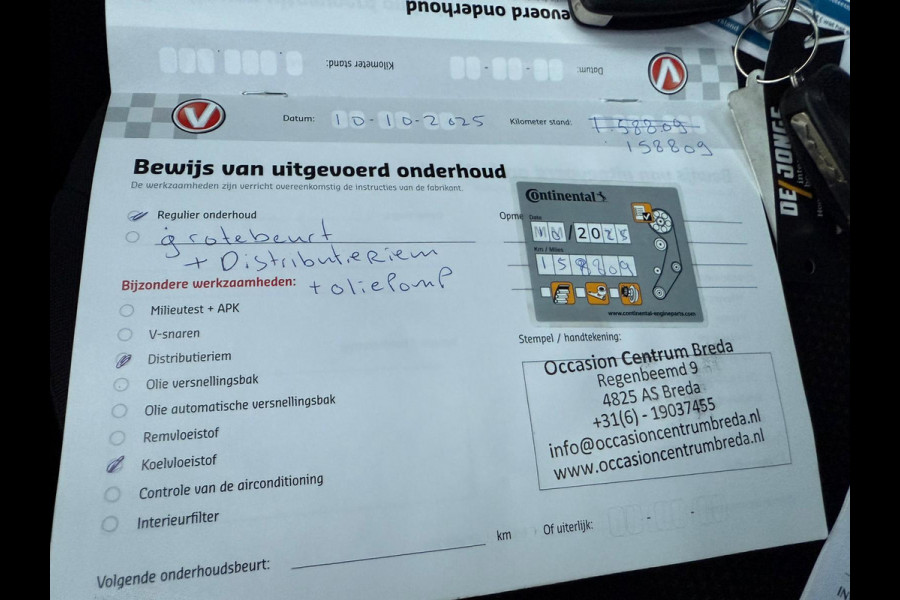 Bewijs van uitgevoerd onderhoud
Datum: Kilometer stand:
V
V
Datum: 10-10-2025 Kilometer stand: 158809
158809
Bewijs van uitgevoerd onderhoud
De werkzaamheden zijn verricht overeenkomstig de instructies van de fabrikant.
Regulier onderhoud
grotebeurt
+ Distributieriem
+ oliepomp
Bijzondere werkzaamheden:
Milieutest + APK
V-snaren
Distributieriem
Olie versnellingsbak
Olie automatische versnellingsbak
Remvloeistof
Koelvloeistof
Controle van de airconditioning
Interieurfilter
Volgende onderhoudsbeurt: km Of uiterlijk: - -
Opme
Continental
Date
/2025
Km / Miles
158809
www.continental-engineparts.com
Stempel / handtekening:
Occasion Centrum Breda
Regenbeemd 9
4825 AS Breda
+31(6) - 19037455
info@occasioncentrumbreda.nl
www.occasioncentrumbreda.nl
DE/JONGE